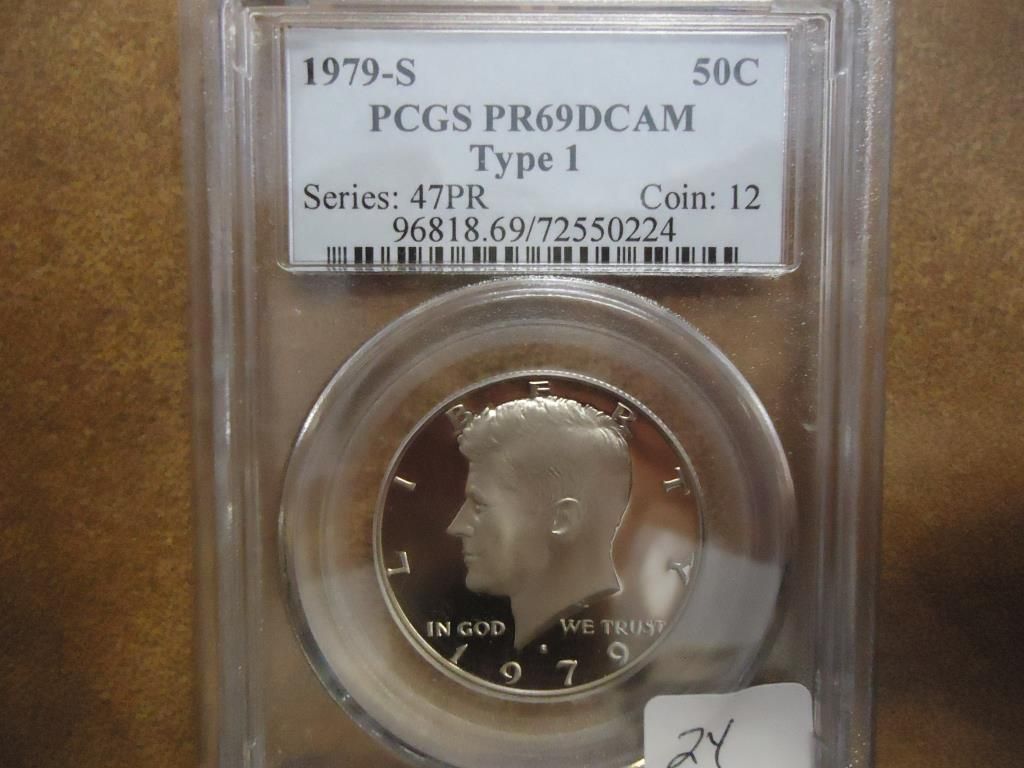 1979-S 50C
PCGS PR69DCAM
Type 1
Series: 47PR Coin: 12
96818.69/72550224
LIBERTY
IN GOD WE TRUST
S
1979
24